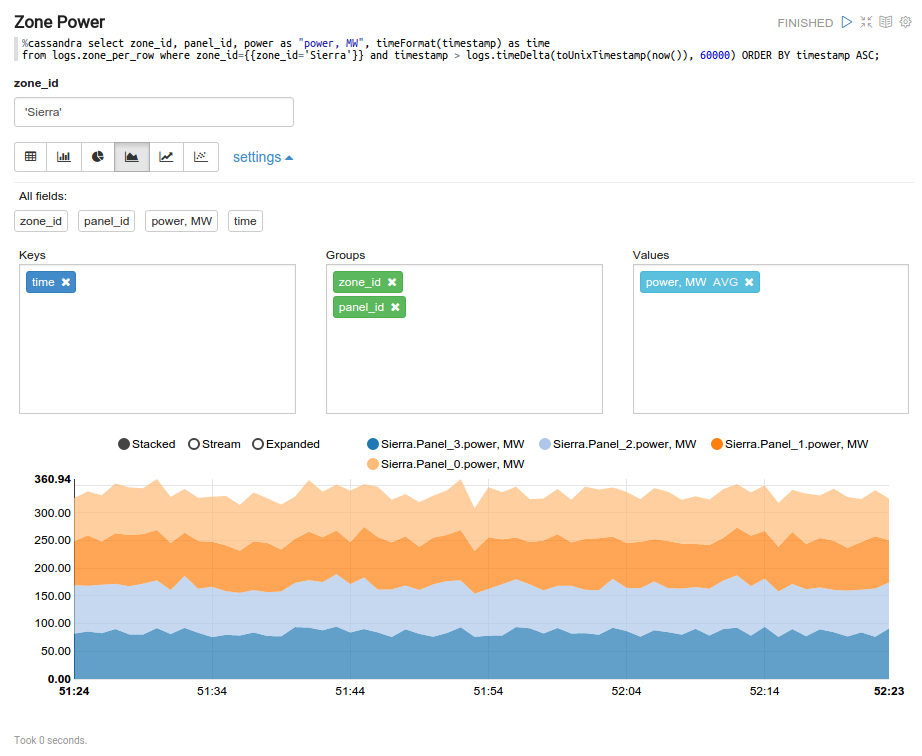 Zone Power
FINISHED
%cassandra select zone_id, panel_id, power as "power, MW", timeFormat(timestamp) as time
from logs.zone_per_row where zone_id={{zone_id='Sierra'}} and timestamp > logs.timeDelta(toUnixTimestamp(now()), 60000) ORDER BY timestamp ASC;
zone_id
'Sierra'
settings
All fields:
zone_id panel_id power, MW time
Keys Groups Values
time zone_id power, MW AVG
panel_id
Stacked Stream Expanded Sierra.Panel_3.power, MW Sierra.Panel_2.power, MW Sierra.Panel_1.power, MW
Sierra.Panel_0.power, MW
360.94
300.00
250.00
200.00
150.00
100.00
50.00
0.00
51:24 51:34 51:44 51:54 52:04 52:14 52:23
Took 0 seconds.